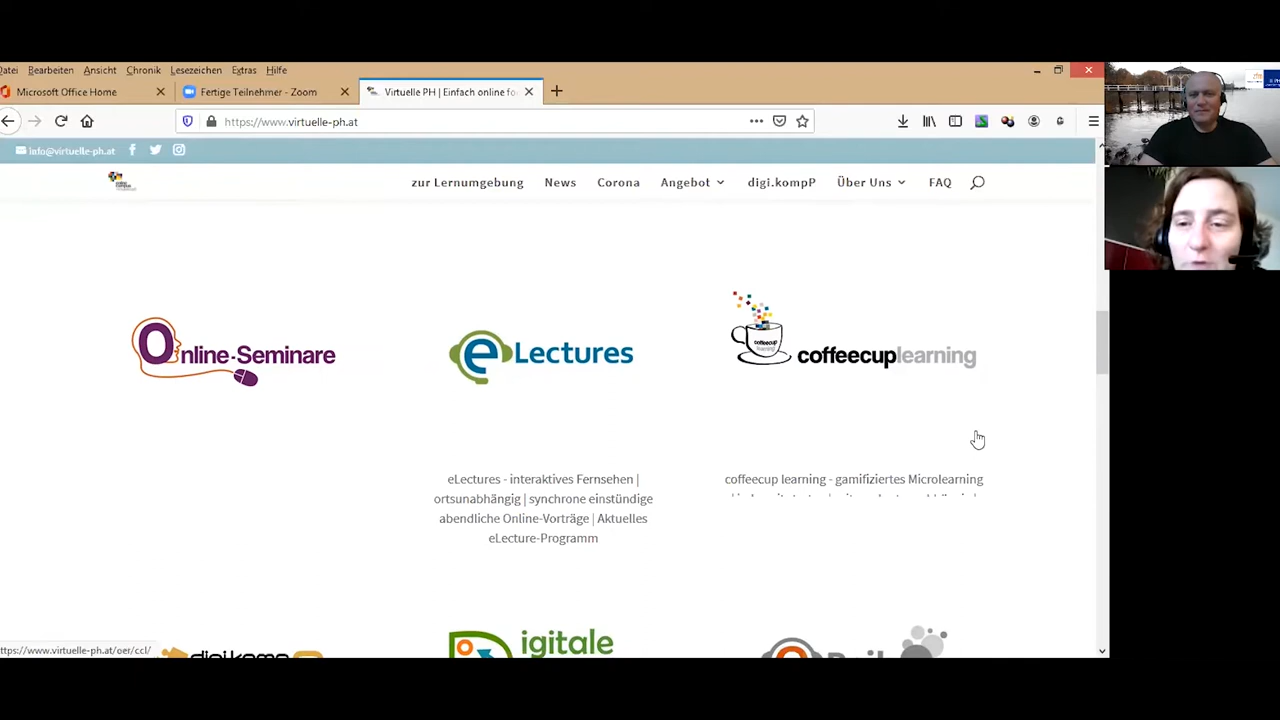 Datei Bearbeiten Ansicht Chronik Lesezeichen Extras Hilfe
Microsoft Office Home
Fertige Teilnehmer - Zoom
Virtuelle PH | Einfach online fo
https://www.virtuelle-ph.at
info@virtuelle-ph.at
zur Lernumgebung News Corona Angebot digi.kompP Über Uns FAQ
Online-Seminare
eLectures
coffeecup learning
coffeecuplearning
eLectures - interaktives Fernsehen |
ortsunabhängig | synchrone einstündige
abendliche Online-Vorträge | Aktuelles
eLecture-Programm
coffeecup learning - gamifiziertes Microlearning
igitale
https://www.virtuelle-ph.at/oer/ccl/